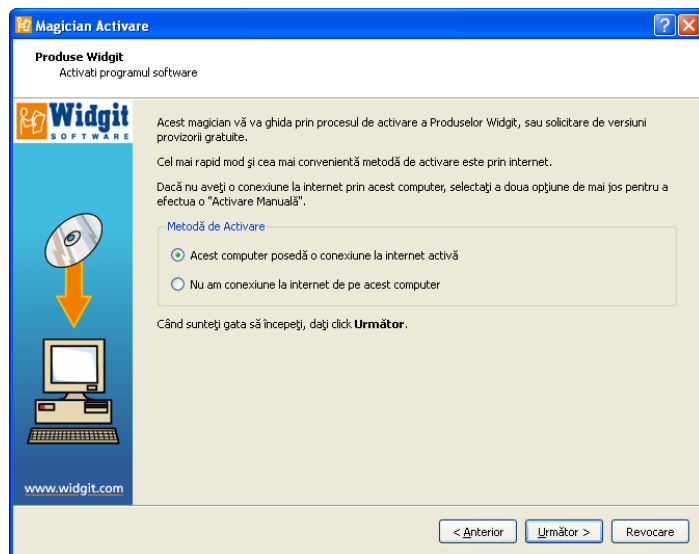 Magician Activare
Produse Widgit
Activati programul software
Widgit
SOFTWARE
Acest magician vă va ghida prin procesul de activare a Produselor Widgit, sau solicitare de versiuni
provizorii gratuite.
Cel mai rapid mod şi cea mai convenientă metodă de activare este prin internet.
Dacă nu aveţi o conexiune la internet prin acest computer, selectaţi a doua opţiune de mai jos pentru a
efectua o "Activare Manuală".
Metodă de Activare
Acest computer posedă o conexiune la internet activă
Nu am conexiune la internet de pe acest computer
Când sunteţi gata să începeţi, daţi click Următor.
www.widgit.com
< Anterior
Următor >
Revocare